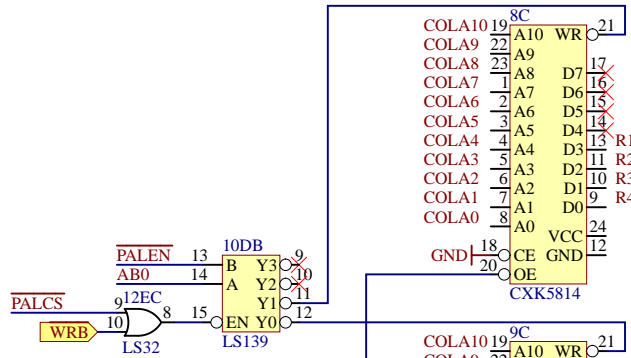 8C
COLA10 19 A10 WR 21
COLA9 22 A9
COLA8 23 A8 D7 17
COLA7 1 A7 D6 16
COLA6 2 A6 D5 15
COLA5 3 A5 D4 14
COLA4 4 A4 D3 13 R1
COLA3 5 A3 D2 11 R2
COLA2 6 A2 D1 10 R3
COLA1 7 A1 D0 9 R4
COLA0 8 A0
VCC 24
GND 18 CE GND 12
20 OE
CXK5814
10DB
PALEN 13 B Y3 9
AB0 14 A Y2 10
Y1 11
PALCS 9 12EC 8 15 EN Y0 12
WRB 10
LS32 LS139
9C
COLA10 19 A10 WR 21